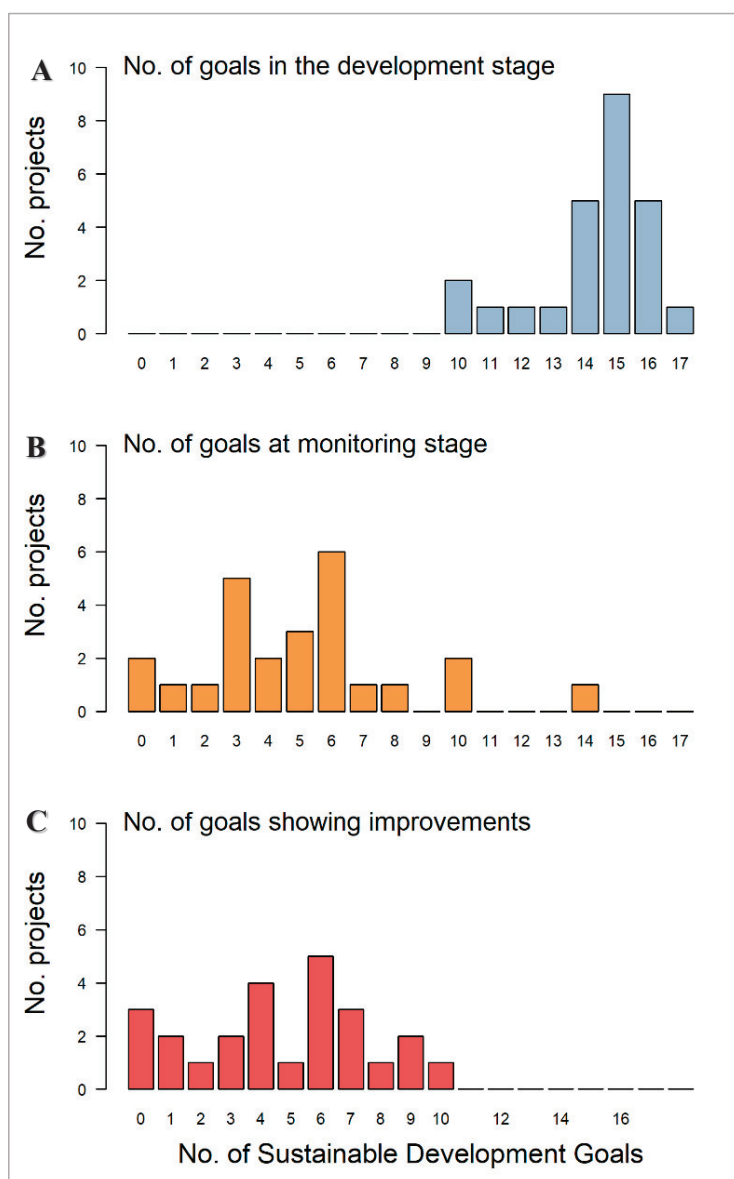 A No. of goals in the development stage
10
8
6
4
2
0
No. projects
0 1 2 3 4 5 6 7 8 9 10 11 12 13 14 15 16 17
B No. of goals at monitoring stage
10
8
6
4
2
0
No. projects
0 1 2 3 4 5 6 7 8 9 10 11 12 13 14 15 16 17
C No. of goals showing improvements
10
8
6
4
2
0
No. projects
0 1 2 3 4 5 6 7 8 9 10 12 14 16
No. of Sustainable Development Goals